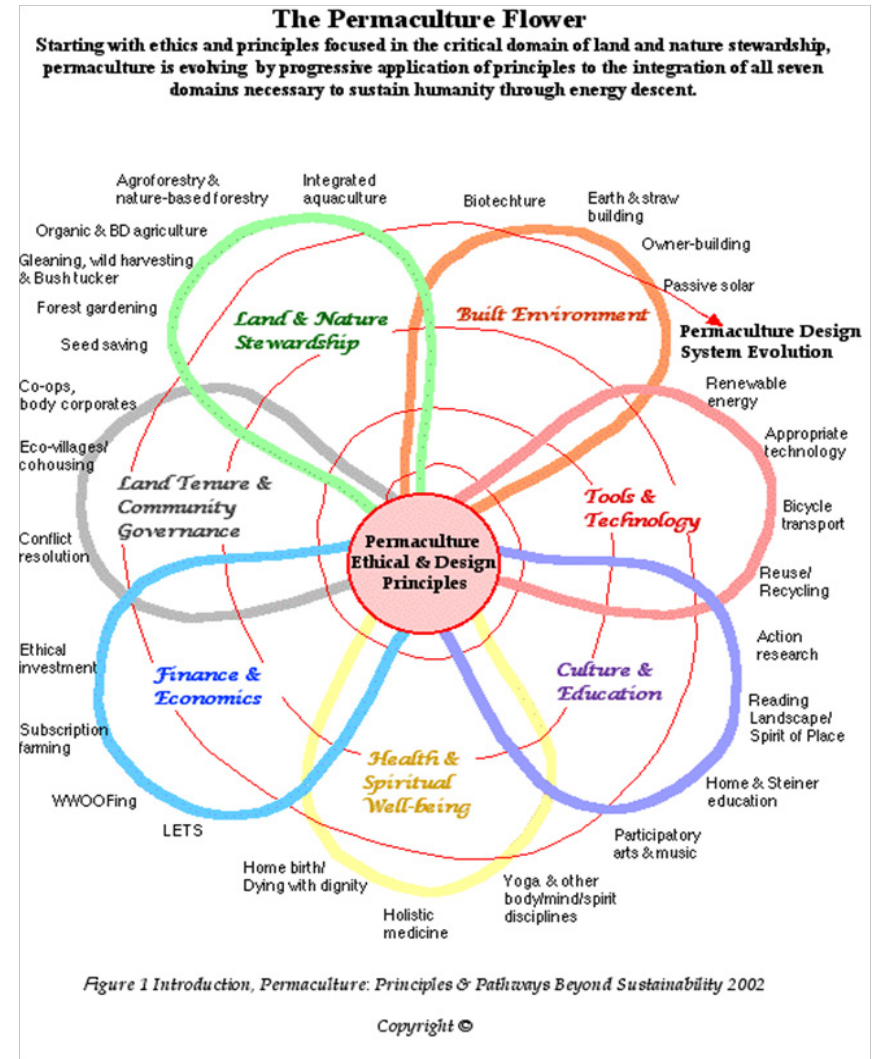 The Permaculture Flower
Starting with ethics and principles focused in the critical domain of land and nature stewardship,
permaculture is evolving by progressive application of principles to the integration of all seven
domains necessary to sustain humanity through energy descent.
Agroforestry &
nature-based forestry
Integrated
aquaculture
Biotechture
Earth & straw
building
Organic & BD agriculture
Owner-building
Gleaning, wild harvesting
& Bush tucker
Passive solar
Forest gardening
Seed saving
Land & Nature
Stewardship
Built Environment
Permaculture Design
System Evolution
Co-ops,
body corporates
Renewable
energy
Eco-villages/
cohousing
Appropriate
technology
Land Tenure &
Community
Governance
Tools &
Technology
Bicycle
transport
Conflict
resolution
Permaculture
Ethical & Design
Principles
Reuse/
Recycling
Ethical
investment
Action
research
Finance &
Economics
Culture &
Education
Reading
Landscape/
Spirit of Place
Subscription
farming
Health &
Spiritual
Well-being
Home & Steiner
education
WWOOFing
LETS
Participatory
arts & music
Home birth/
Dying with dignity
Holistic
medicine
Yoga & other
body/mind/spirit
disciplines
Figure 1 Introduction, Permaculture: Principles & Pathways Beyond Sustainability 2002
Copyright ©